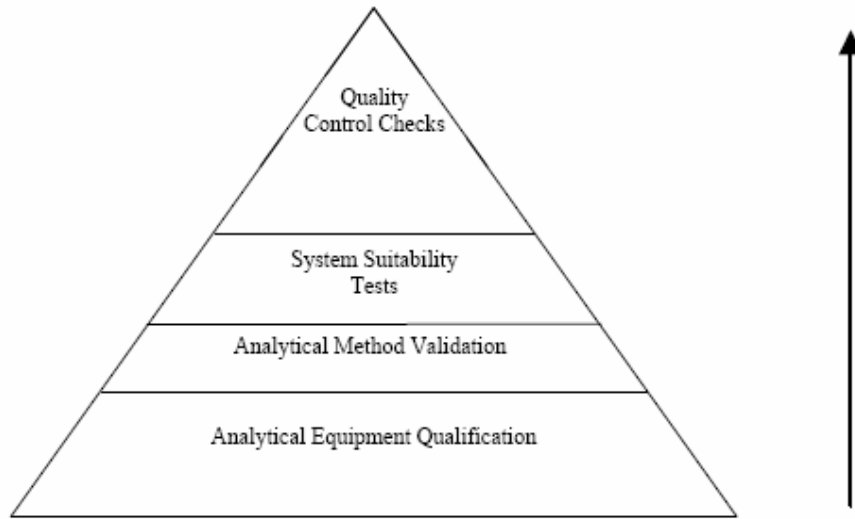 Quality
Control Checks
System Suitability
Tests
Analytical Method Validation
Analytical Equipment Qualification